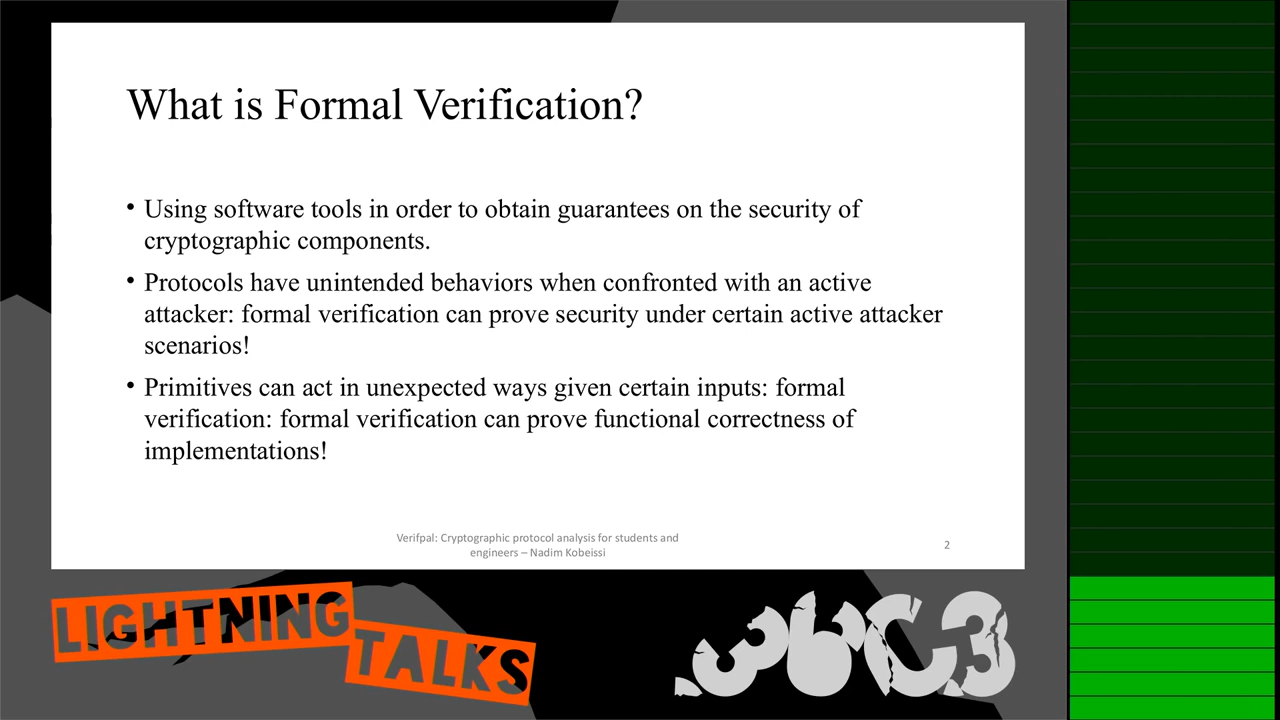 What is Formal Verification?
• Using software tools in order to obtain guarantees on the security of
cryptographic components.
• Protocols have unintended behaviors when confronted with an active
attacker: formal verification can prove security under certain active attacker
scenarios!
• Primitives can act in unexpected ways given certain inputs: formal
verification: formal verification can prove functional correctness of
implementations!
Verifpal: Cryptographic protocol analysis for students and
engineers – Nadim Kobeissi
2
LIGHTNING
TALKS
36C3